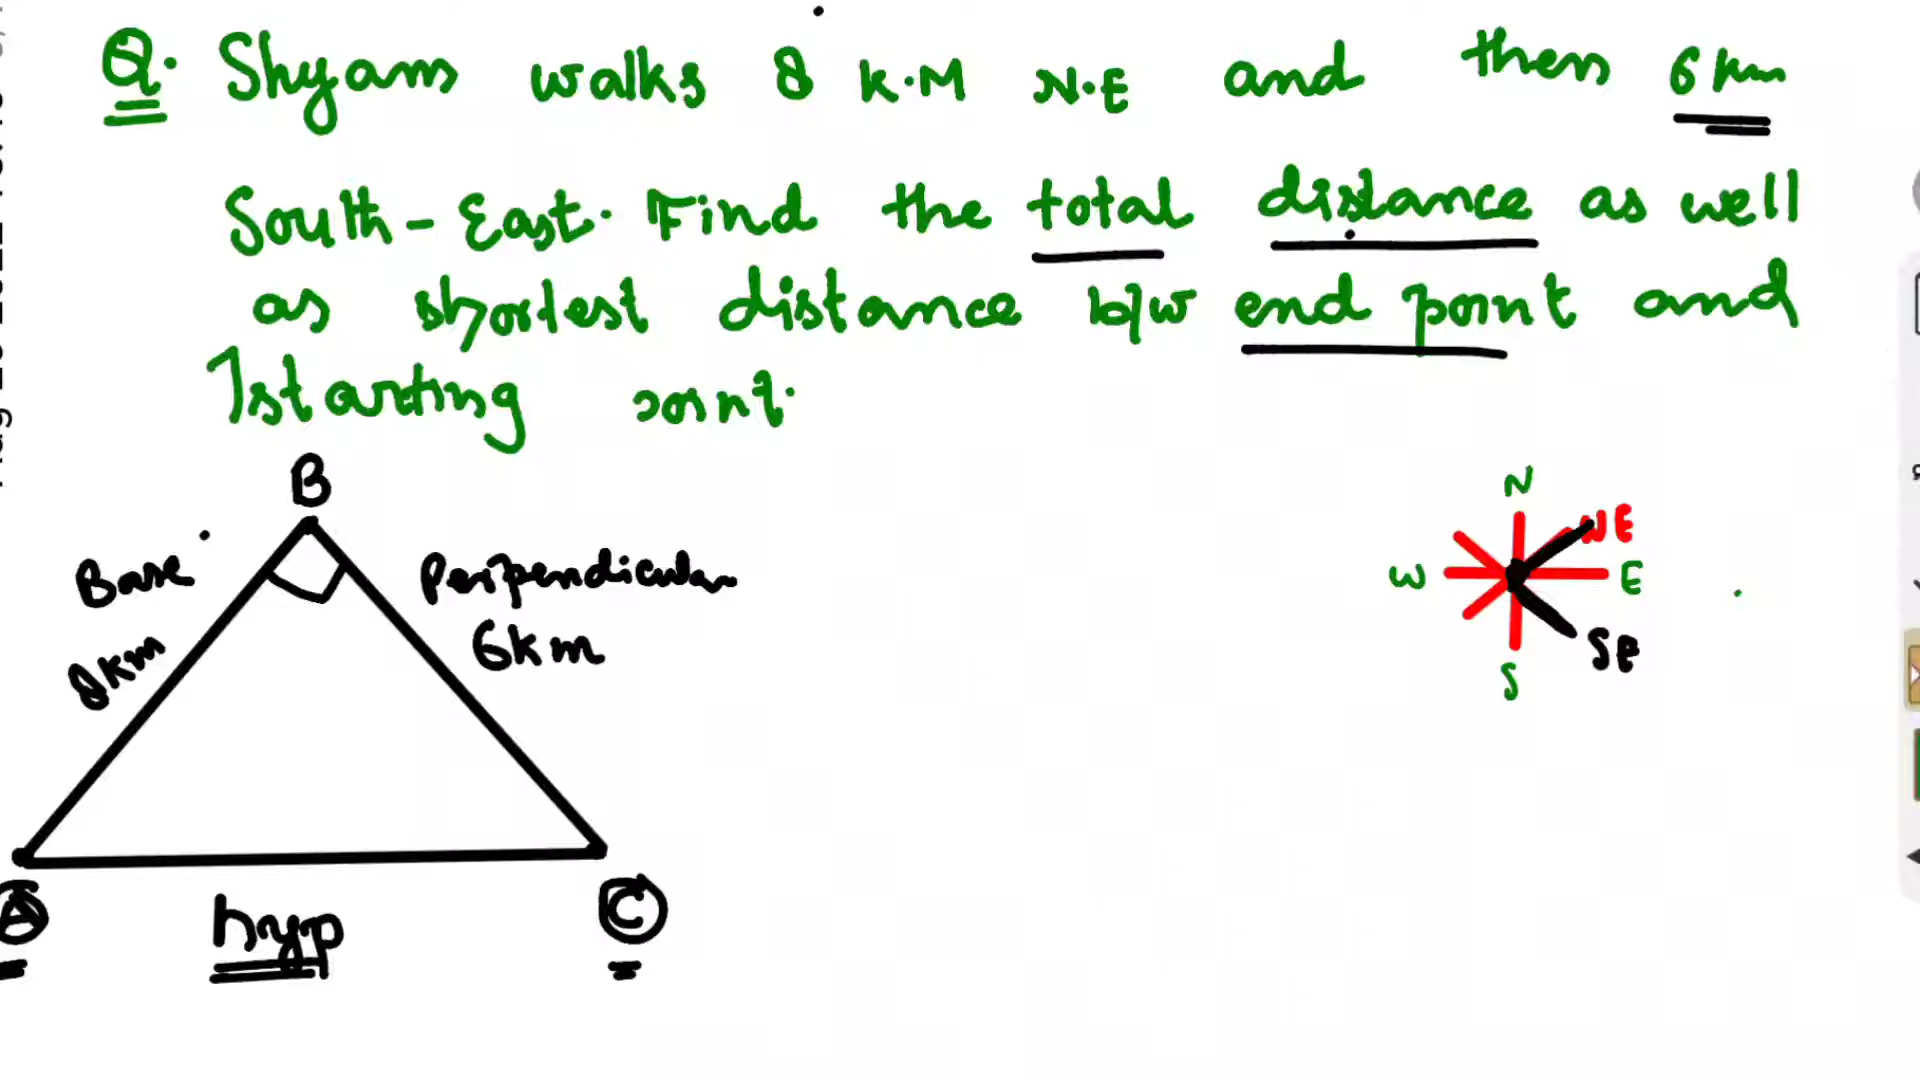 Q. Shyam walks 8 K.M N.E and then 6 km
South-East. Find the total distance as well
as shortest distance b/w end point and
starting point.
B
Base
8km
Perpendicular
6km
A
hyp
C
N
NE
W
E
SE
S